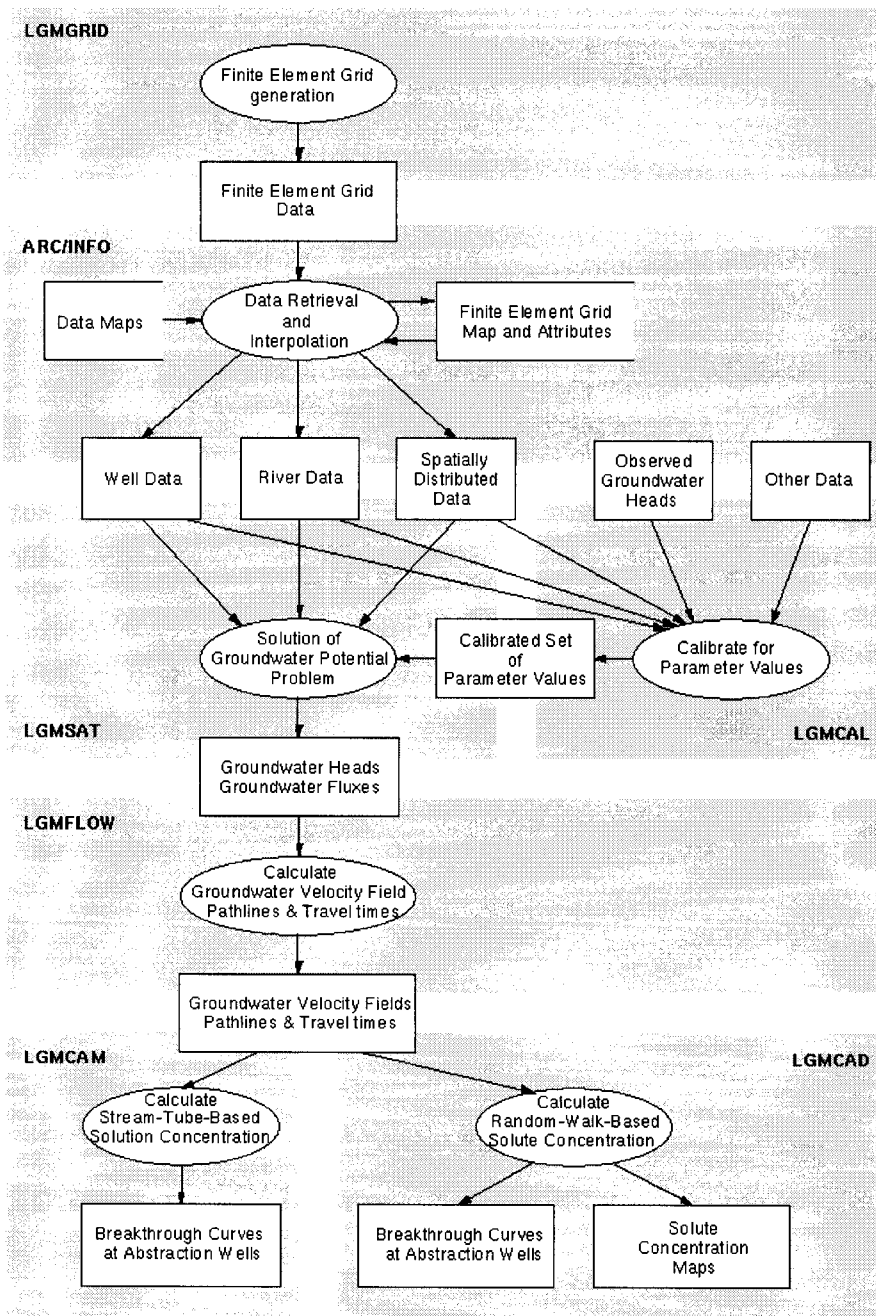 LGMGRID
Finite Element Grid
generation
Finite Element Grid
Data
ARC/INFO
Data Maps
Data Retrieval
and
Interpolation
Finite Element Grid
Map and Attributes
Well Data
River Data
Spatially
Distributed
Data
Observed
Groundwater
Heads
Other Data
Solution of
Groundwater Potential
Problem
Calibrated Set
of
Parameter Values
Calibrate for
Parameter Values
LGMSAT
LGMCAL
Groundwater Heads
Groundwater Fluxes
LGMFLOW
Calculate
Groundwater Velocity Field
Pathlines & Travel times
Groundwater Velocity Fields
Pathlines & Travel times
LGMCAM
LGMCAD
Calculate
Stream-Tube-Based
Solution Concentration
Calculate
Random-Walk-Based
Solute Concentration
Breakthrough Curves
at Abstraction Wells
Breakthrough Curves
at Abstraction Wells
Solute
Concentration
Maps